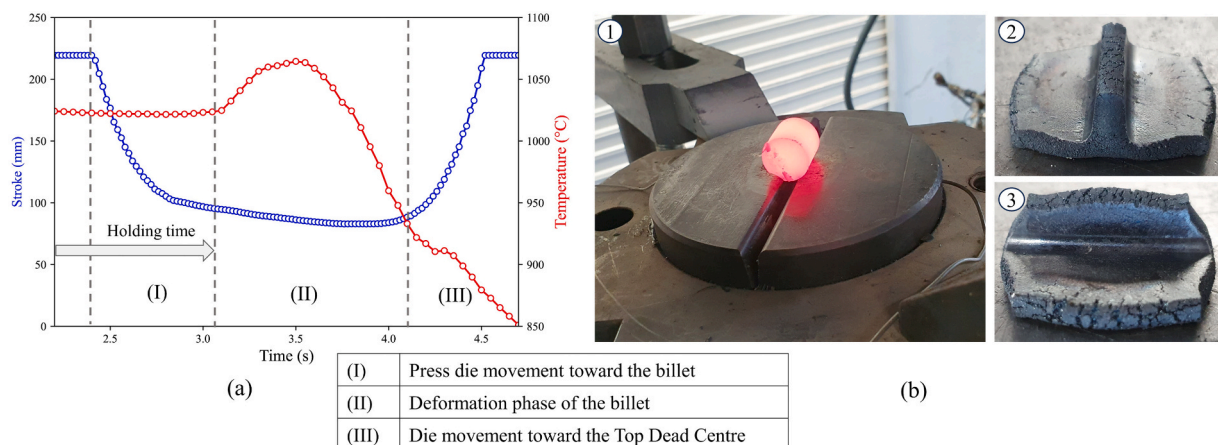 250
200
150
100
50
0
Stroke (mm)
1100
1050
1000
950
900
850
Temperature (°C)
Holding time
(I)
(II)
(III)
2.5
3.0
3.5
4.0
4.5
Time (s)
(a)
1
2
3
(b)
(I) Press die movement toward the billet
(II) Deformation phase of the billet
(III) Die movement toward the Top Dead Centre